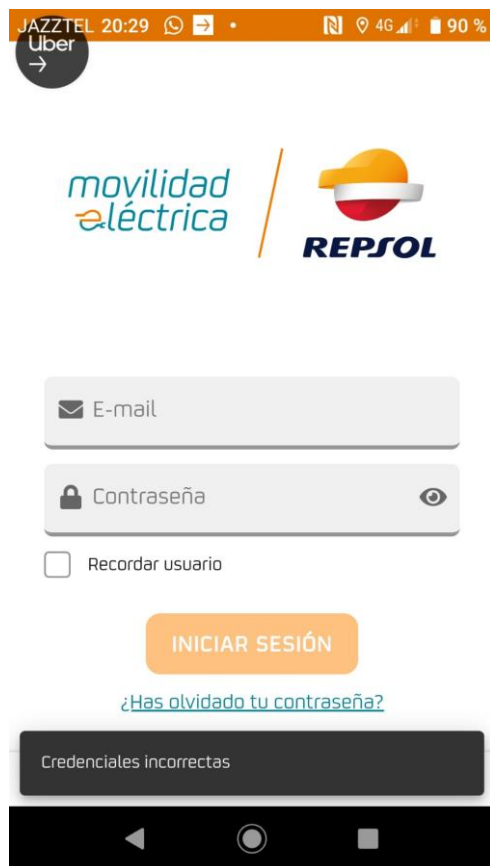 JAZZTEL 20:29 4G 90 %
Uber
movilidad
eléctrica
REPSOL
E-mail
Contraseña
Recordar usuario
INICIAR SESIÓN
¿Has olvidado tu contraseña?
Credenciales incorrectas